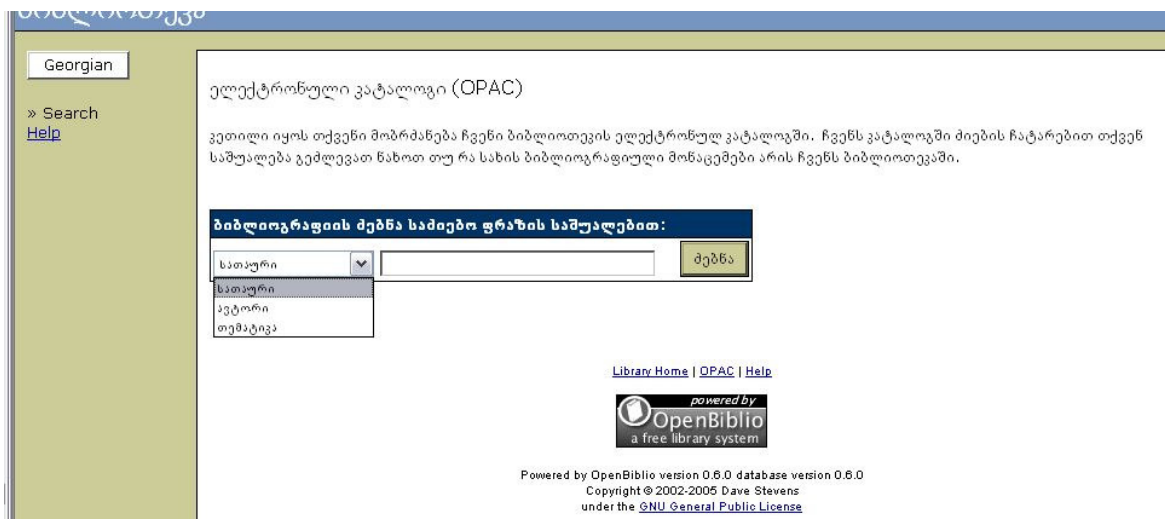 Georgian
» Search
Help
ელექტრონული კატალოგი (OPAC)
კეთილი იყოს თქვენი მობრძანება ჩვენი ბიბლიოთეკის ელექტრონულ კატალოგში. ჩვენს კატალოგში ძიების ჩატარებით თქვენ
საშუალება გეძლევათ ნახოთ თუ რა სახის ბიბლიოგრაფიული მონაცემები არის ჩვენს ბიბლიოთეკაში.
ბიბლიოგრაფიის ძებნა საძიებო ფრაზის საშუალებით:
სათაური
ძებნა
სათაური
ავტორი
თემატიკა
Library Home | OPAC | Help
powered by
OpenBiblio
a free library system
Powered by OpenBiblio version 0.6.0 database version 0.6.0
Copyright © 2002-2005 Dave Stevens
under the GNU General Public License